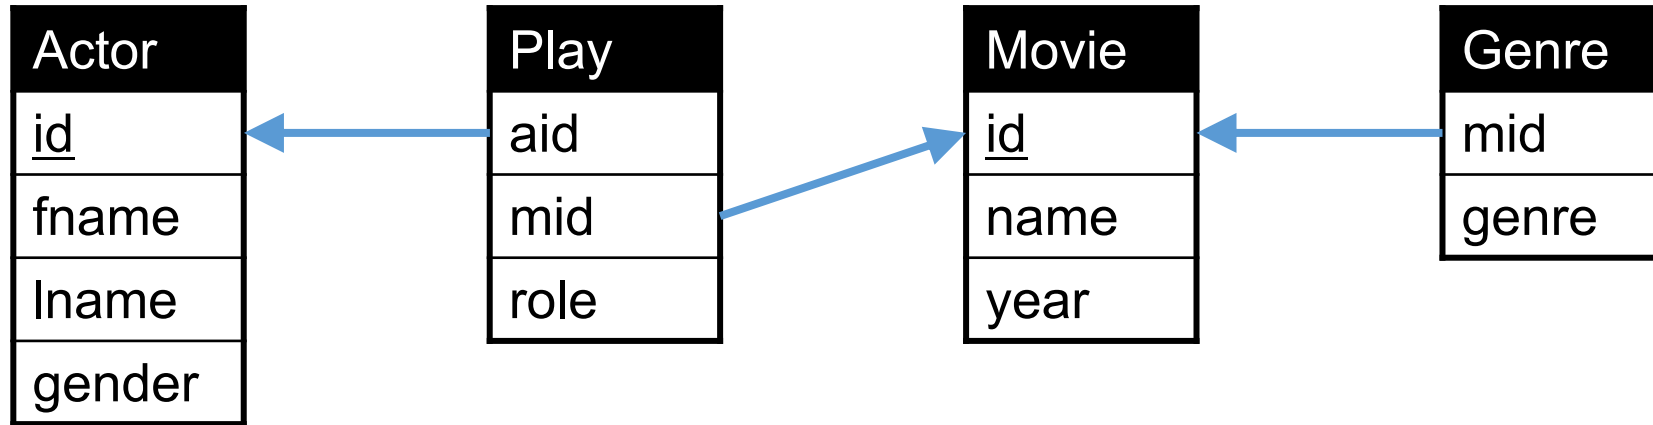 Actor
id
fname
lname
gender
Play
aid
mid
role
Movie
id
name
year
Genre
mid
genre